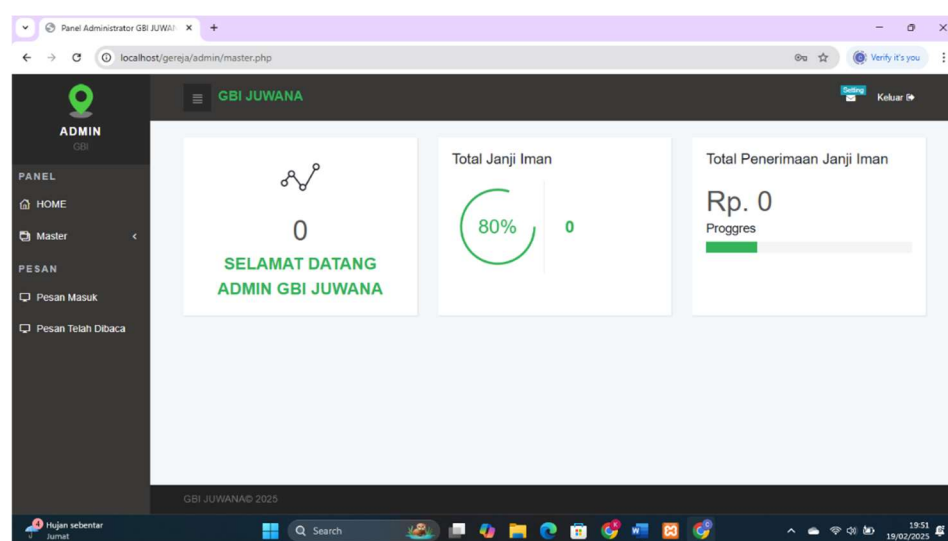 Panel Administrator GBI JUWAN
localhost/gereja/admin/master.php
Verify it's you
ADMIN
GBI
GBI JUWANA
Setting
Keluar
PANEL
HOME
Master
PESAN
Pesan Masuk
Pesan Telah Dibaca
0
SELAMAT DATANG
ADMIN GBI JUWANA
Total Janji Iman
80%
0
Total Penerimaan Janji Iman
Rp. 0
Proggres
GBI JUWANA© 2025
4
Hujan sebentar
Jumat
Search
19:51
19/02/2025